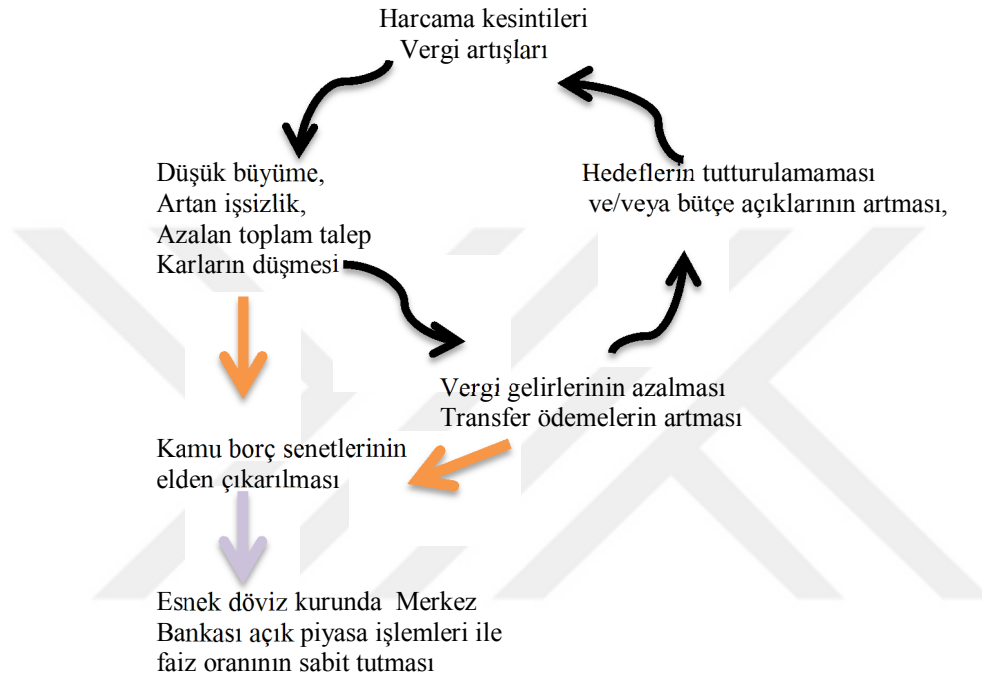 Harcama kesintileri
Vergi artışları
Düşük büyüme,
Artan işsizlik,
Azalan toplam talep
Karların düşmesi
Hedeflerin tutturulamaması
ve/veya bütçe açıklarının artması,
Vergi gelirlerinin azalması
Transfer ödemelerin artması
Kamu borç senetlerinin
elden çıkarılması
Esnek döviz kurunda Merkez
Bankası açık piyasa işlemleri ile
faiz oranının sabit tutması